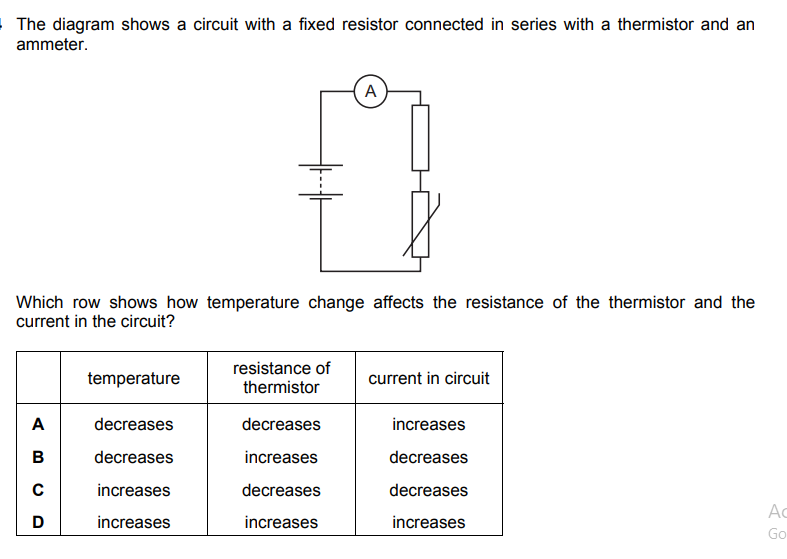 The diagram shows a circuit with a fixed resistor connected in series with a thermistor and an
ammeter.
A
Which row shows how temperature change affects the resistance of the thermistor and the
current in the circuit?
temperature resistance of thermistor current in circuit
A decreases decreases increases
B decreases increases decreases
C increases decreases decreases
D increases increases increases
Ac
Go